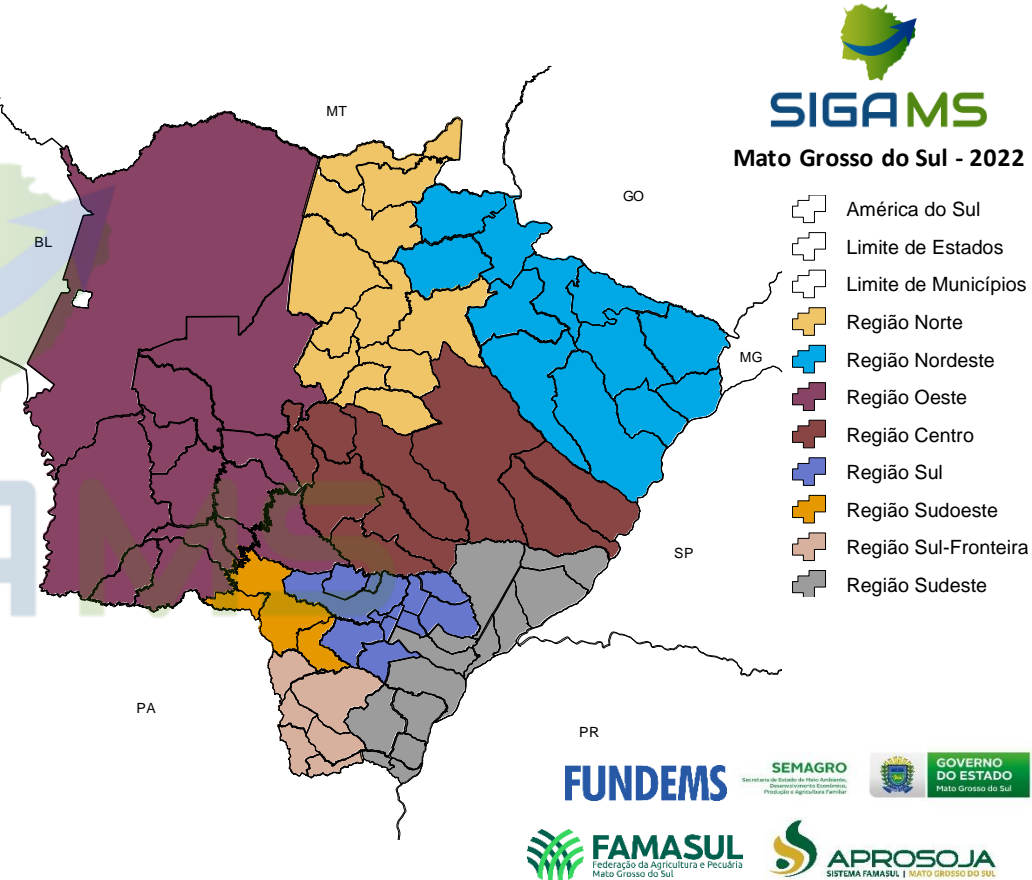 SIGAMS
Mato Grosso do Sul - 2022
MT
GO
BL
MG
SP
PA
PR
América do Sul
Limite de Estados
Limite de Municípios
Região Norte
Região Nordeste
Região Oeste
Região Centro
Região Sul
Região Sudoeste
Região Sul-Fronteira
Região Sudeste
A MS
FUNDEMS
SEMAGRO
Secretaria de Estado de Meio Ambiente,
Desenvolvimento Econômico,
Produção e Agricultura Familiar
GOVERNO
DO ESTADO
Mato Grosso do Sul
FAMASUL
Federação da Agricultura e Pecuária
Mato Grosso do Sul
APROSOJA
SISTEMA FAMASUL | MATO GROSSO DO SUL